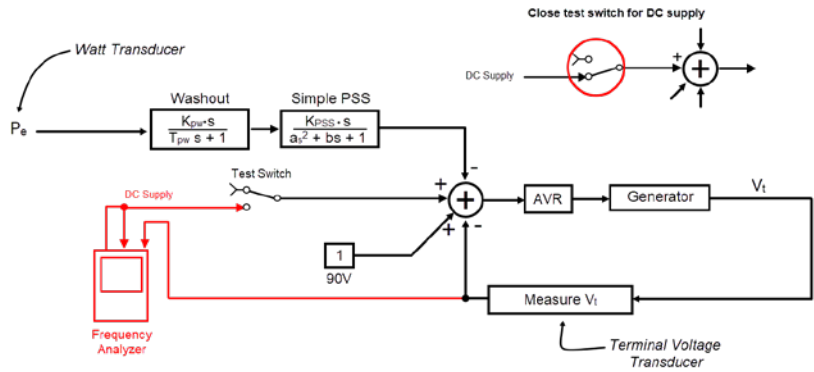 Close test switch for DC supply
Watt Transducer
+
DC Supply
+
Washout
Simple PSS
Pe
Kpw·s
Tpw s + 1
KPSS · s
as² + bs + 1
-
Test Switch
DC Supply
+
+
AVR
Generator
Vt
+
-
1
90V
Measure Vt
Frequency
Analyzer
Terminal Voltage
Transducer